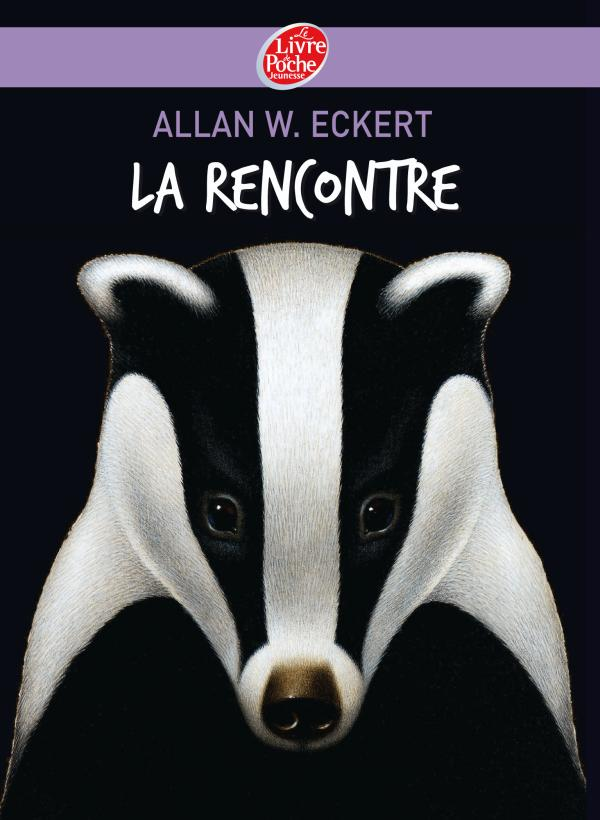 Le
Livre
de
Poche
Jeunesse
ALLAN W. ECKERT
LA RENCONTRE